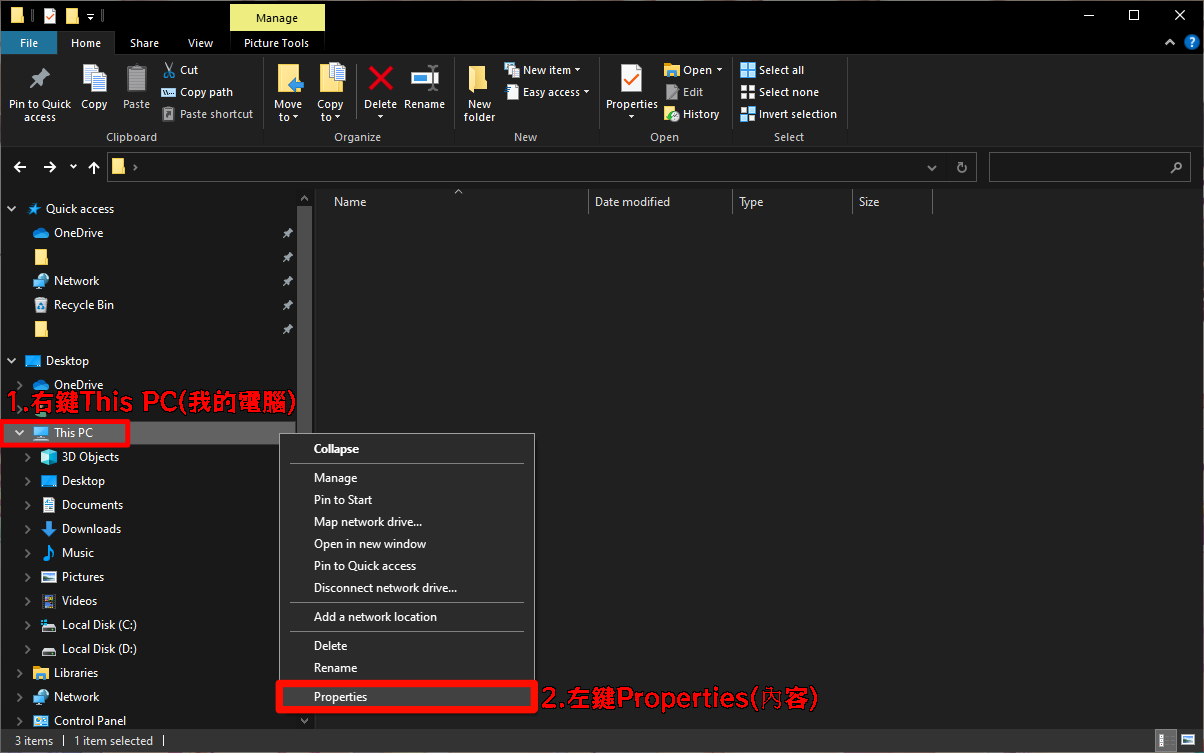 Manage
File
Home
Share
View
Picture Tools
Pin to Quick access
Copy
Paste
Cut
Copy path
Paste shortcut
Clipboard
Move to
Copy to
Delete
Rename
Organize
New folder
New item
Easy access
New
Properties
Open
Edit
History
Open
Select all
Select none
Invert selection
Select
Name
Date modified
Type
Size
Quick access
OneDrive
Network
Recycle Bin
Desktop
OneDrive
1.右鍵This PC(我的電腦)
This PC
3D Objects
Desktop
Documents
Downloads
Music
Pictures
Videos
Local Disk (C:)
Local Disk (D:)
Libraries
Network
Control Panel
Collapse
Manage
Pin to Start
Map network drive...
Open in new window
Pin to Quick access
Disconnect network drive...
Add a network location
Delete
Rename
Properties
2.左鍵Properties(內容)
3 items
1 item selected